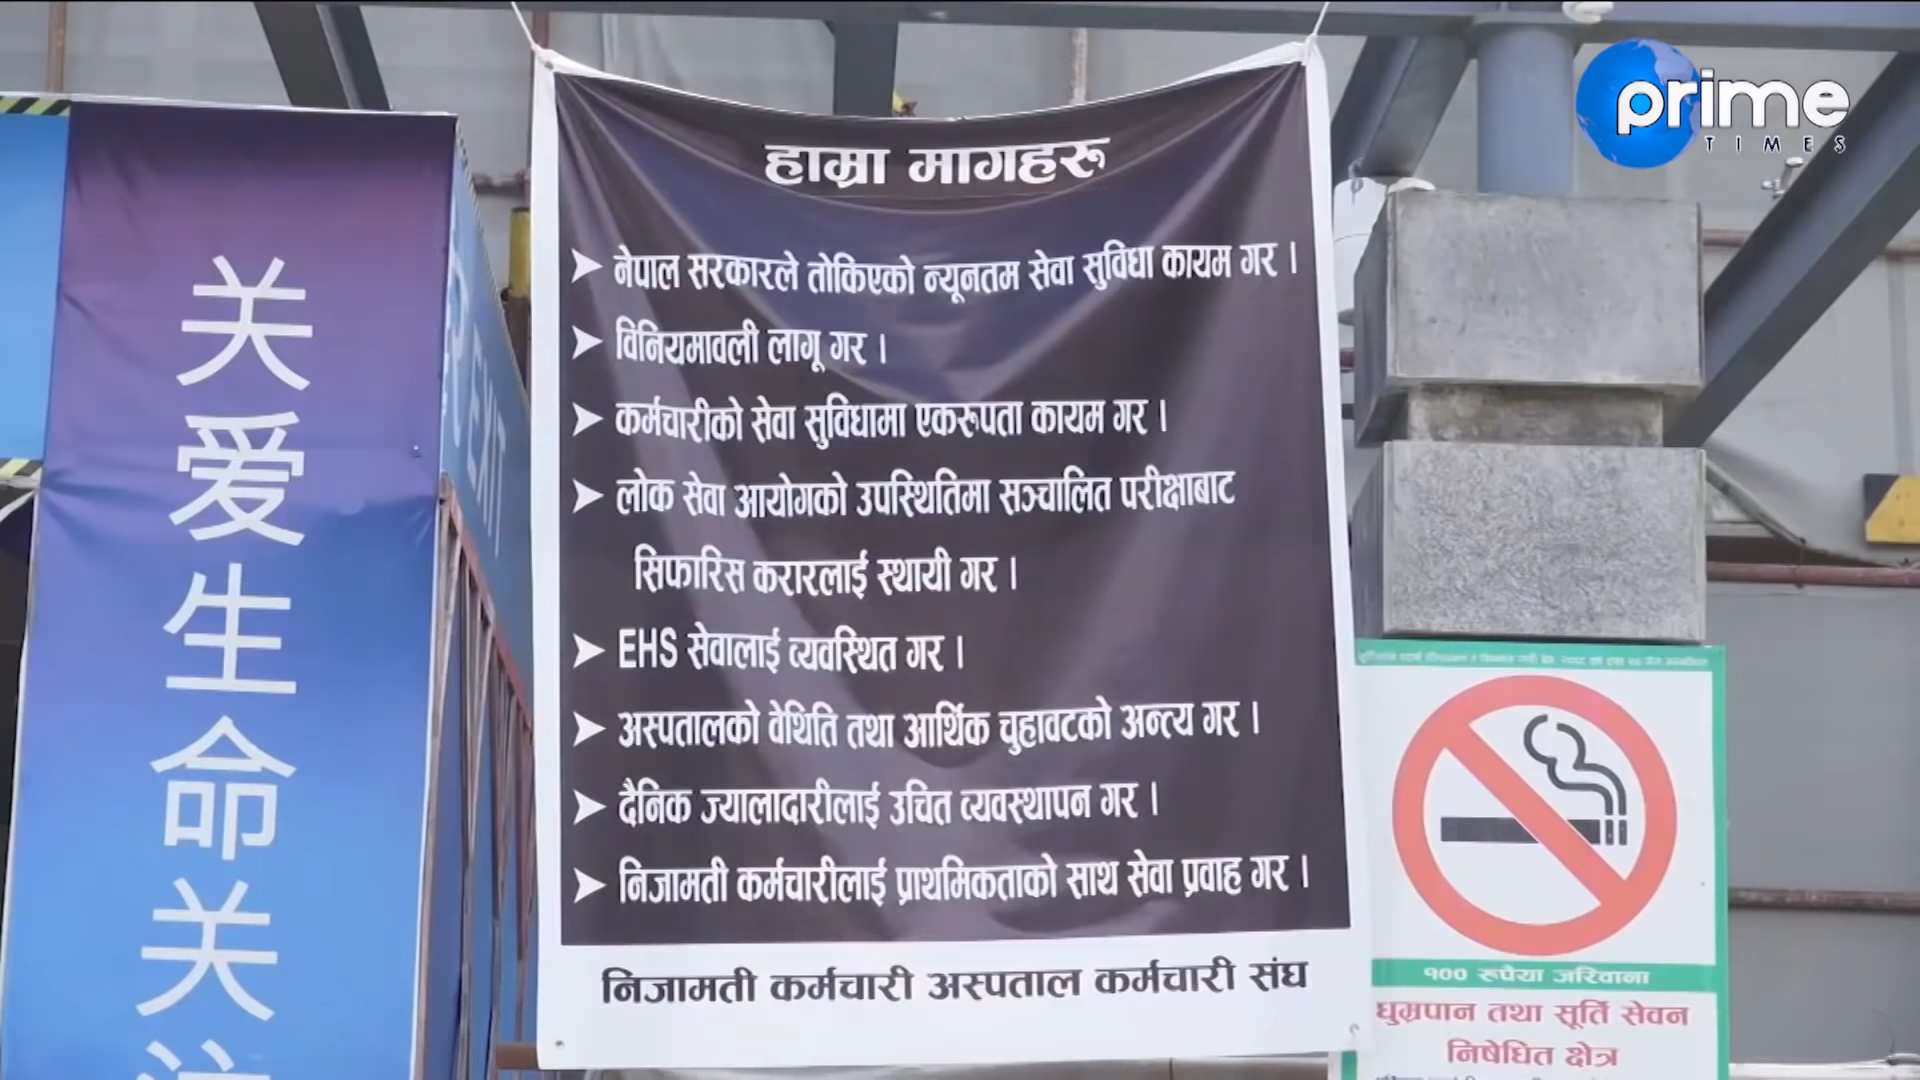 prime
TIMES
关爱生命关
EXIT
हाम्रा मागहरु
➤ नेपाल सरकारले तोकिएको न्यूनतम सेवा सुविधा कायम गर ।
➤ विनियमावली लागू गर ।
➤ कर्मचारीको सेवा सुविधामा एकरुपता कायम गर ।
➤ लोक सेवा आयोगको उपस्थितिमा सञ्चालित परीक्षाबाट
सिफारिस करारलाई स्थायी गर ।
➤ EHS सेवालाई व्यवस्थित गर ।
➤ अस्पतालको वेथिति तथा आर्थिक चुहावटको अन्त्य गर ।
➤ दैनिक ज्यालादारीलाई उचित व्यवस्थापन गर ।
➤ निजामती कर्मचारीलाई प्राथमिकताको साथ सेवा प्रवाह गर ।
निजामती कर्मचारी अस्पताल कर्मचारी संघ
१०० रुपैया जरिवाना
धुम्रपान तथा सूर्ति सेवन
निषेधित क्षेत्र